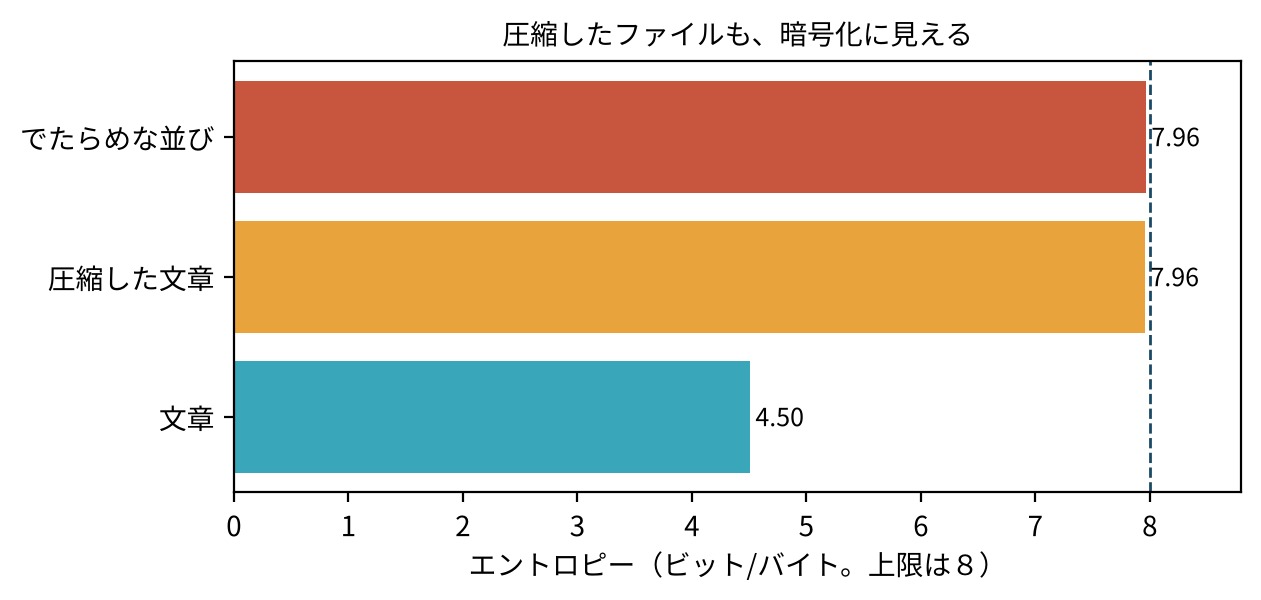 圧縮したファイルも、暗号化に見える
でたらめな並び
7.96
圧縮した文章
7.96
文章
4.50
0 1 2 3 4 5 6 7 8
エントロピー（ビット/バイト。上限は８）